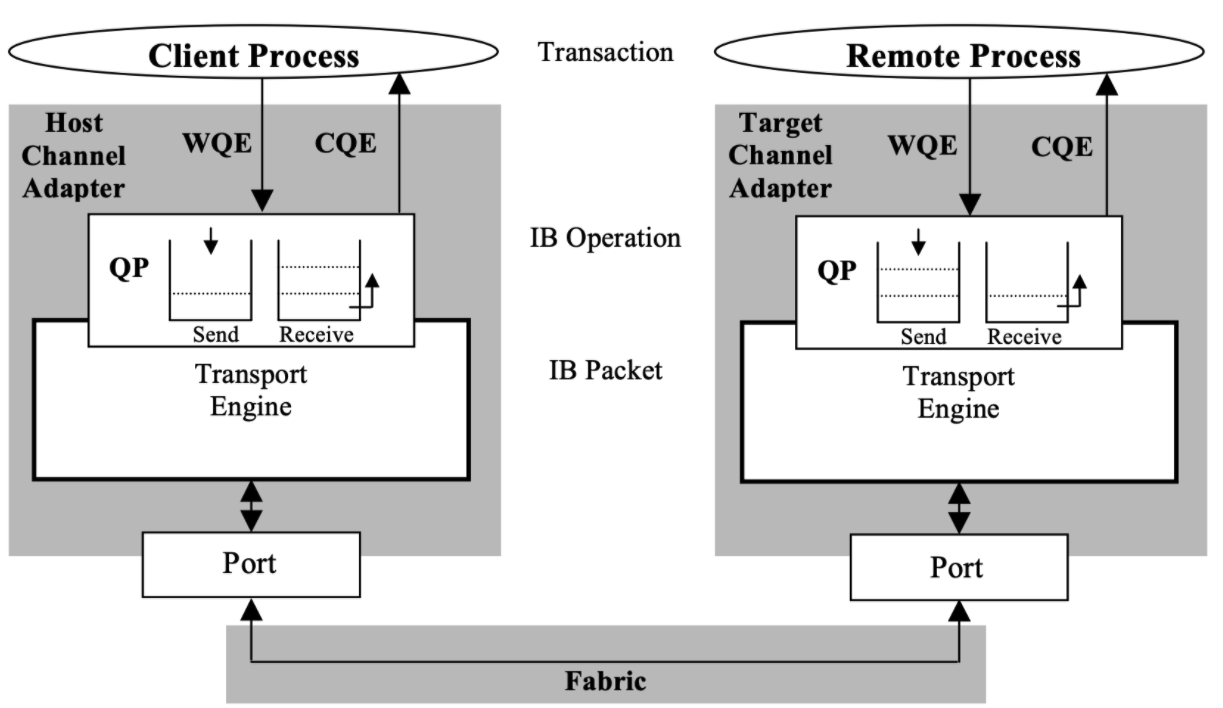 Client Process
Transaction
Remote Process
Host
Channel
Adapter
WQE
CQE
Target
Channel
Adapter
WQE
CQE
IB Operation
QP
Send
Receive
QP
Send
Receive
IB Packet
Transport
Engine
Transport
Engine
Port
Port
Fabric